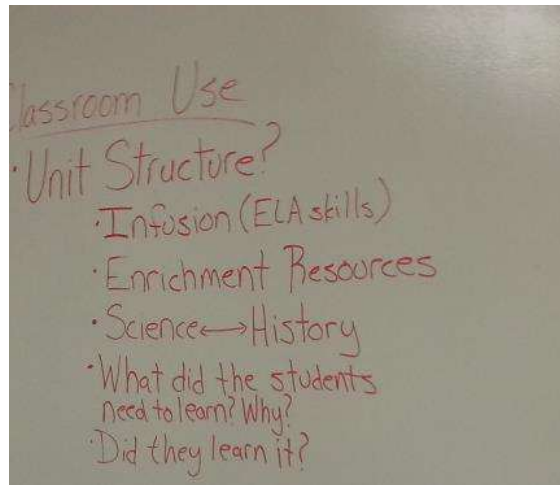 Classroom Use
· Unit Structure?
· Infusion (ELA skills)
· Enrichment Resources
· Science ↔ History
· What did the students
need to learn? Why?
· Did they learn it?